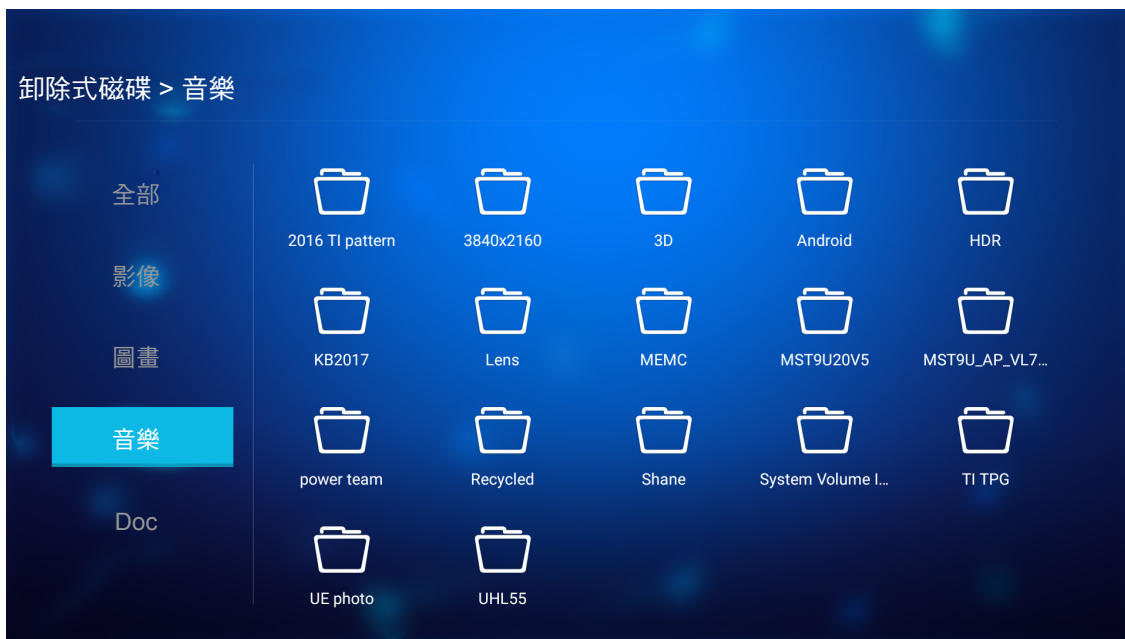 卸除式磁碟 > 音樂
全部
影像
圖畫
音樂
Doc
2016 TI pattern
3840x2160
3D
Android
HDR
KB2017
Lens
MEMC
MST9U20V5
MST9U_AP_VL7...
power team
Recycled
Shane
System Volume I...
TI TPG
UE photo
UHL55